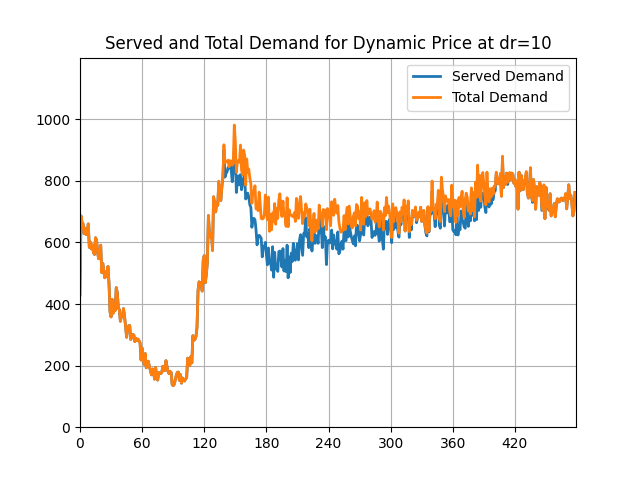 Served and Total Demand for Dynamic Price at dr=10
Served Demand
Total Demand
1000
800
600
400
200
0
0 60 120 180 240 300 360 420